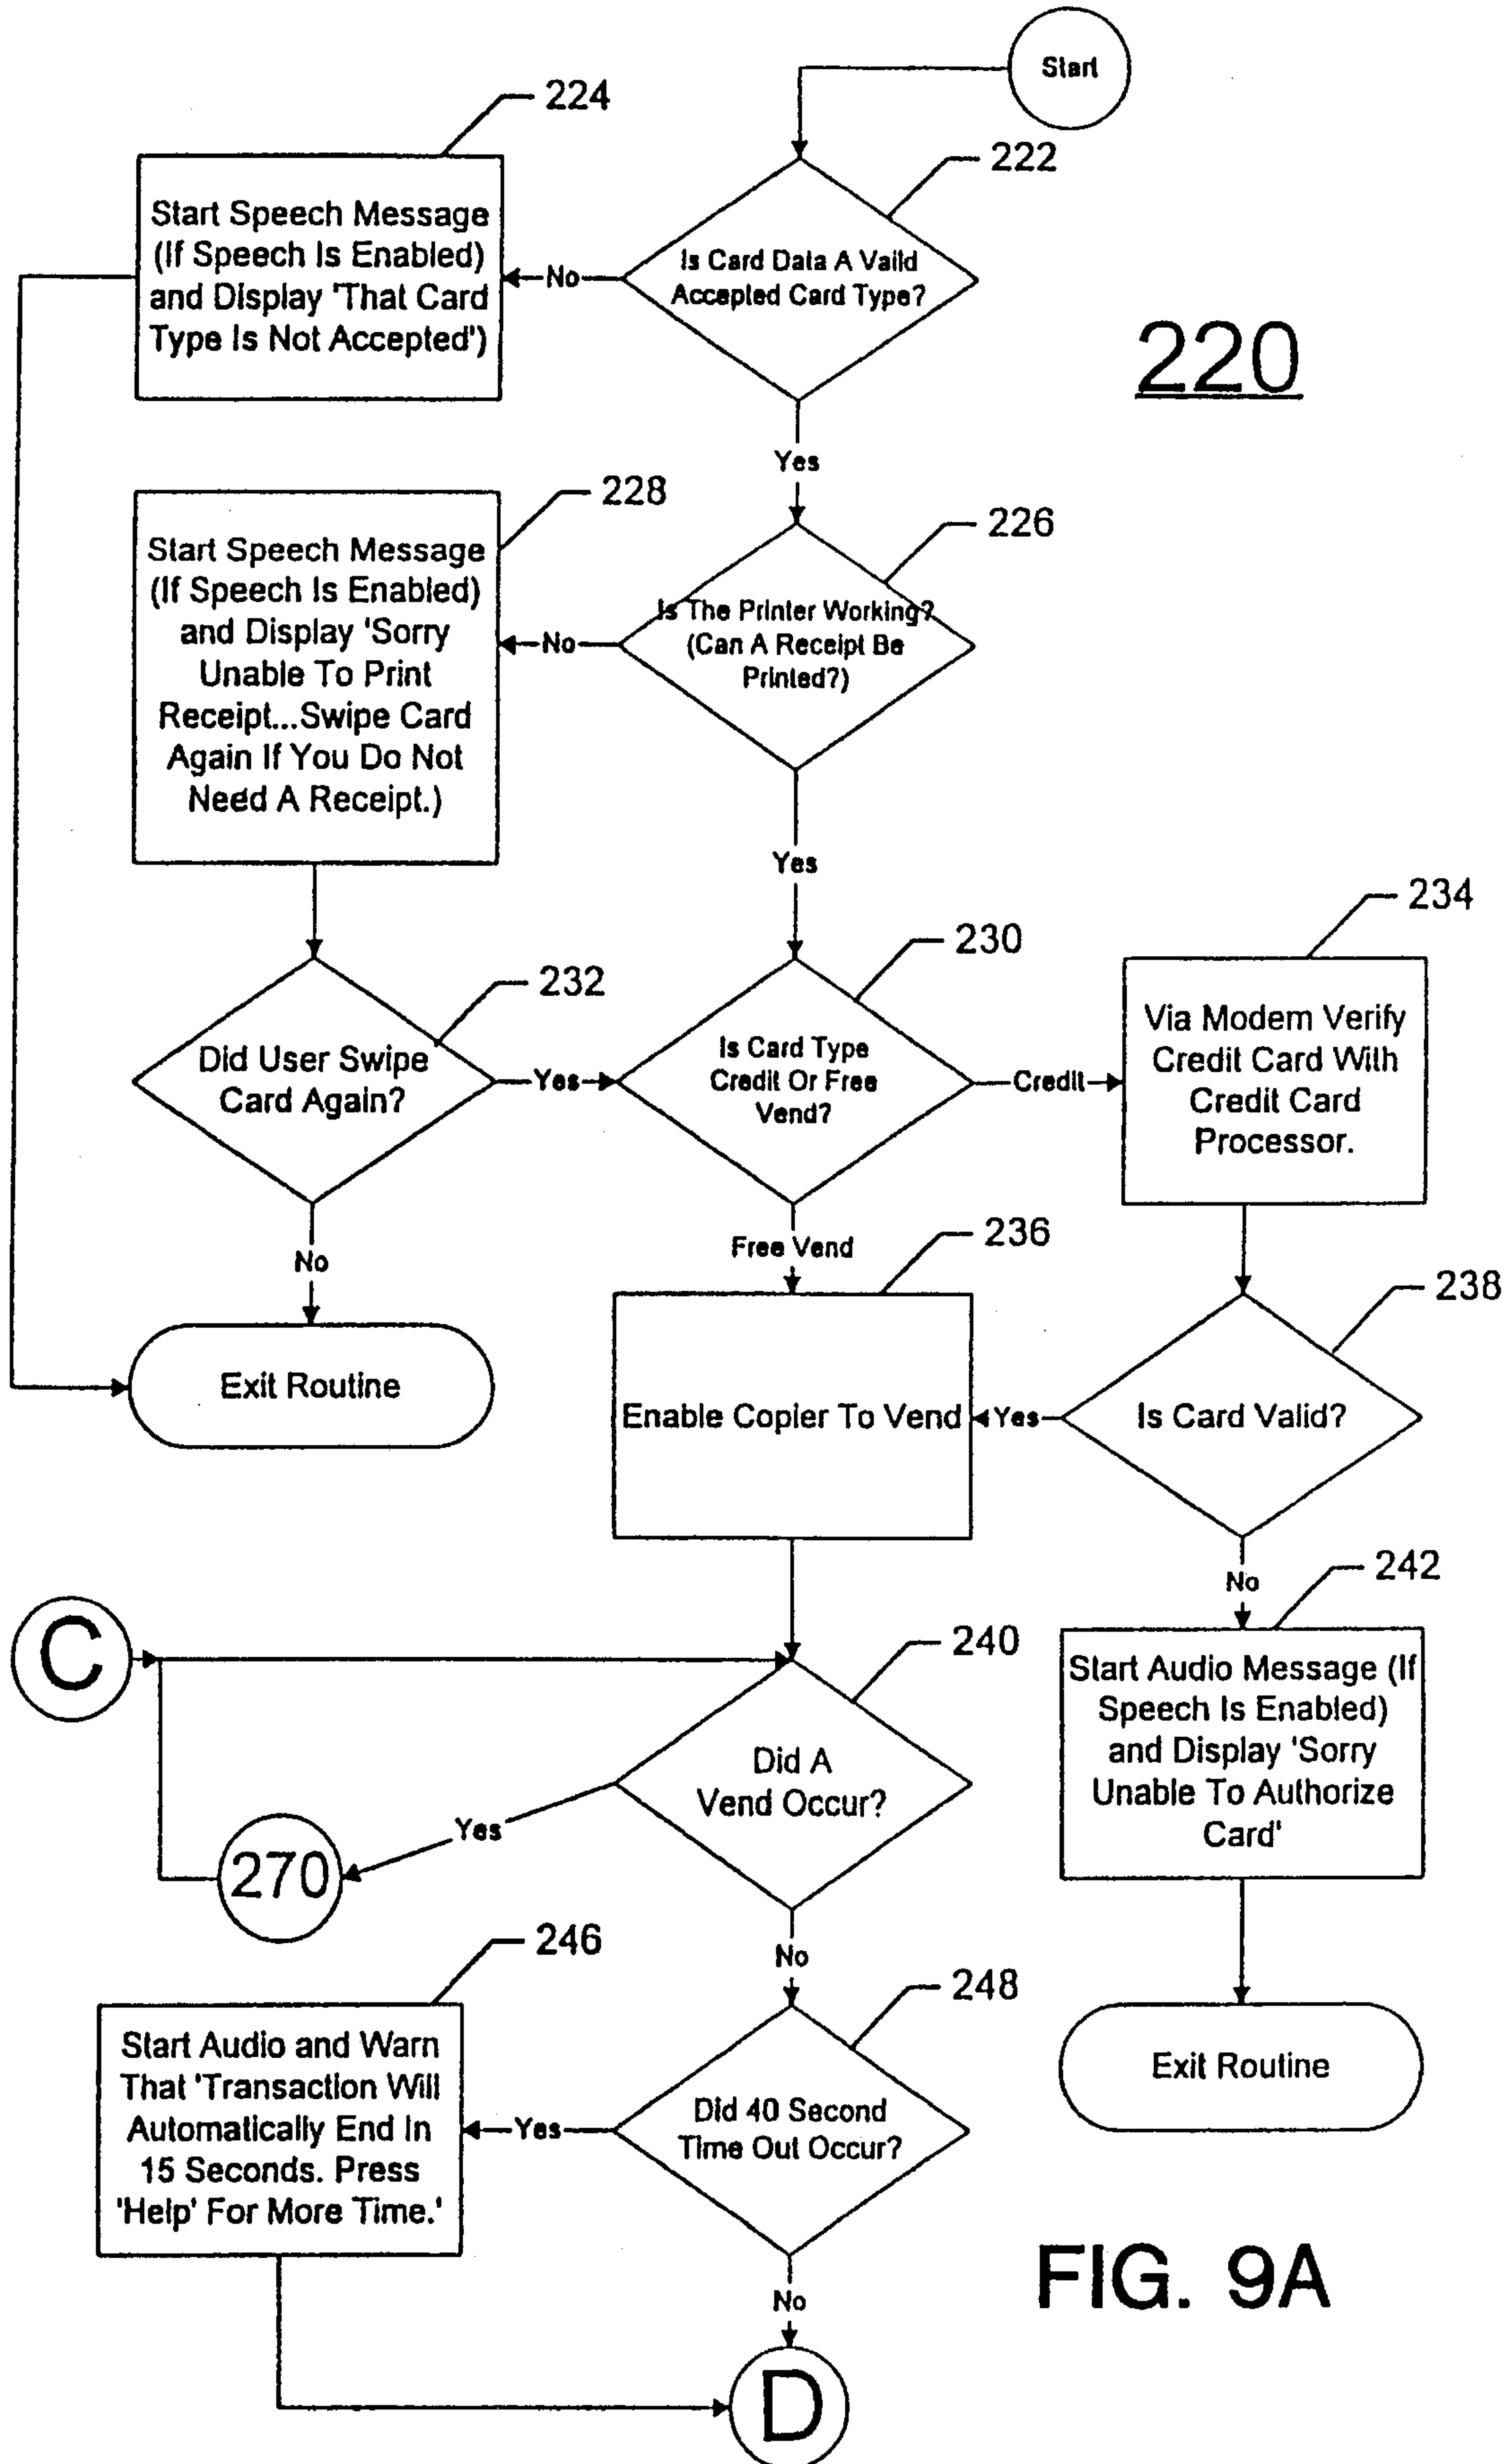 Start
224
222
Start Speech Message
(If Speech Is Enabled)
and Display 'That Card
Type Is Not Accepted')
No
Is Card Data A Valid
Accepted Card Type?
220
Yes
228
226
Start Speech Message
(If Speech Is Enabled)
and Display 'Sorry
Unable To Print
Receipt...Swipe Card
Again If You Do Not
Need A Receipt.)
No
Is The Printer Working?
(Can A Receipt Be
Printed?)
Yes
234
230
232
Did User Swipe
Card Again?
Yes
Is Card Type
Credit Or Free
Vend?
Credit
Via Modem Verify
Credit Card With
Credit Card
Processor.
No
Free Vend
236
238
Exit Routine
Enable Copier To Vend
Yes
Is Card Valid?
No
242
C
240
Start Audio Message (If
Speech Is Enabled)
and Display 'Sorry
Unable To Authorize
Card'
Did A
Vend Occur?
Yes
270
No
246
248
Start Audio and Warn
That 'Transaction Will
Automatically End In
15 Seconds. Press
'Help' For More Time.'
Yes
Did 40 Second
Time Out Occur?
Exit Routine
No
FIG. 9A
D